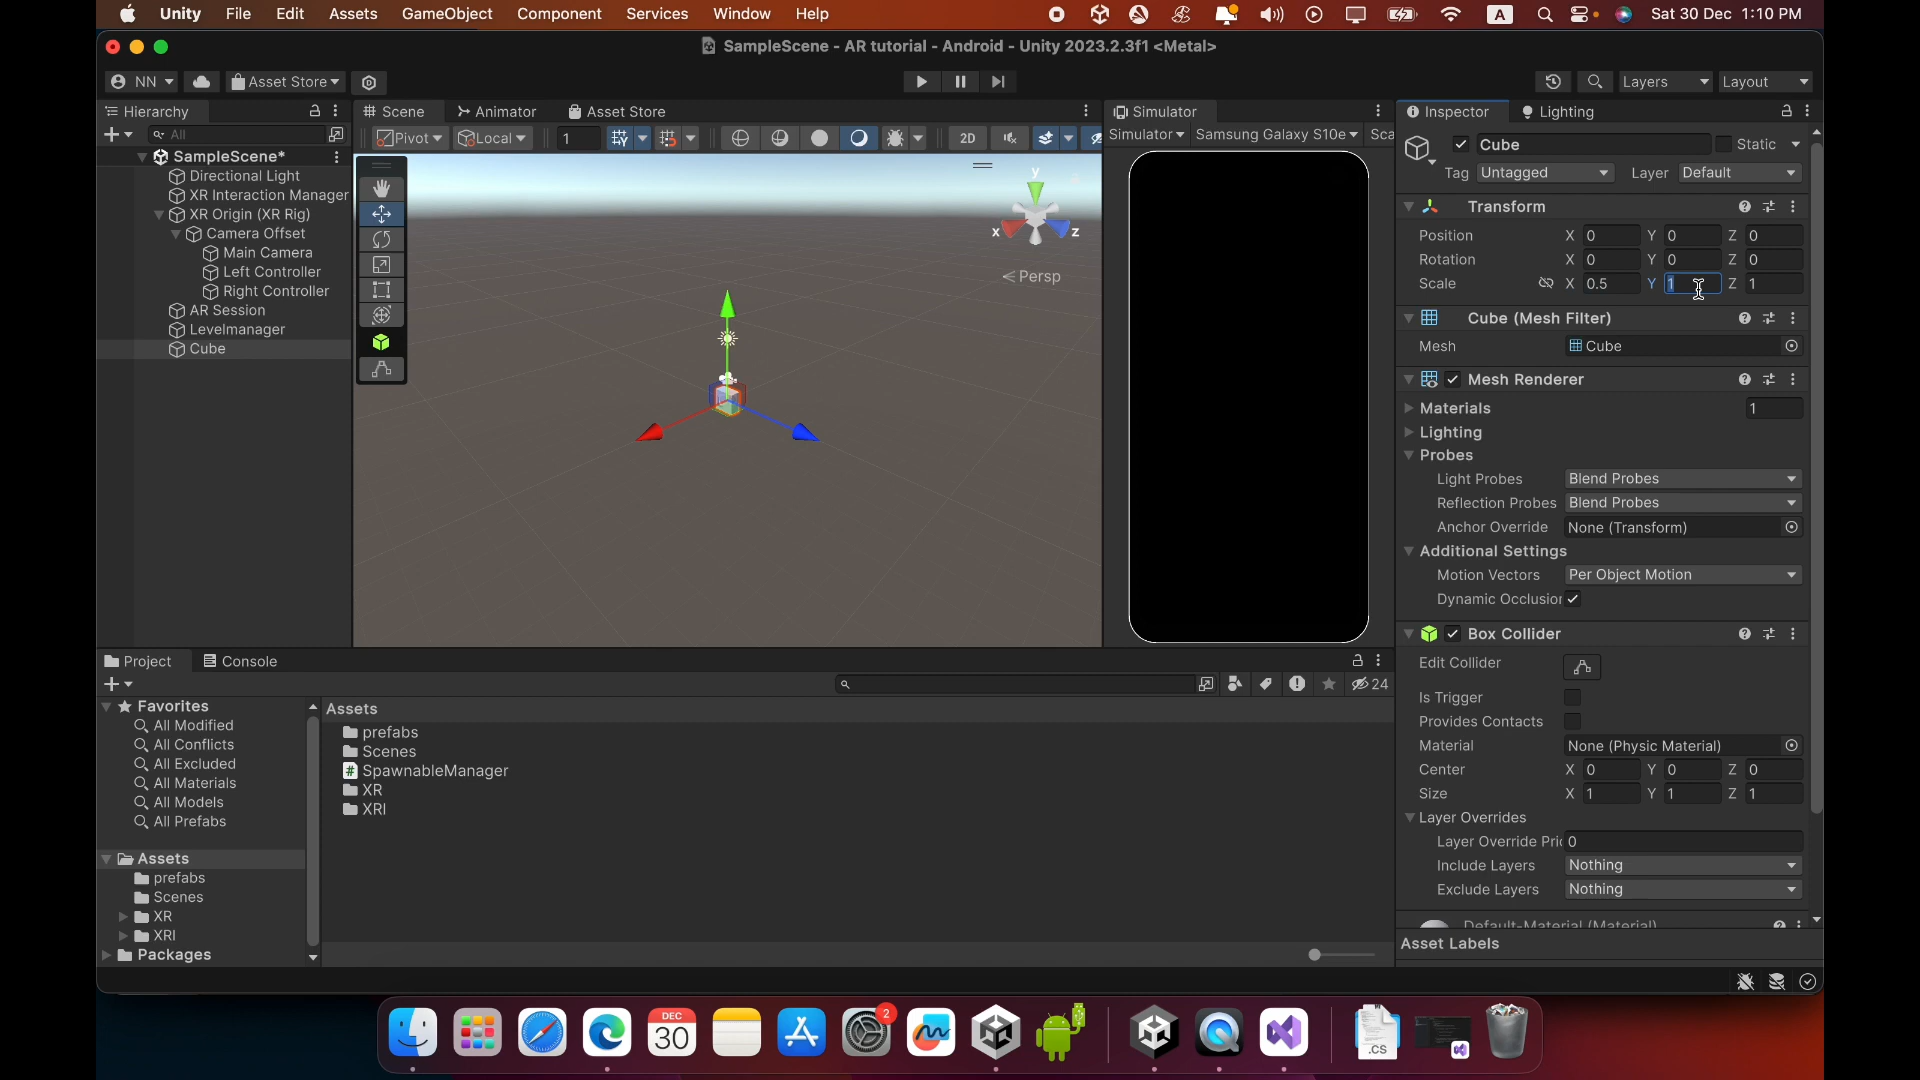 Unity File Edit Assets GameObject Component Services Window Help A Sat 30 Dec 1:10 PM
SampleScene - AR tutorial - Android - Unity 2023.2.3f1 <Metal>
NN Asset Store Layers Layout
Hierarchy
All
SampleScene*
Directional Light
XR Interaction Manager
XR Origin (XR Rig)
Camera Offset
Main Camera
Left Controller
Right Controller
AR Session
Levelmanager
Cube
Scene Animator Asset Store
Pivot Local 1 2D
y
x z
Persp
Simulator
Simulator Samsung Galaxy S10e Sca
Inspector Lighting
Cube Static
Tag Untagged Layer Default
Transform
Position X 0 Y 0 Z 0
Rotation X 0 Y 0 Z 0
Scale X 0.5 Y 1 Z 1
Cube (Mesh Filter)
Mesh Cube
Mesh Renderer
Materials 1
Lighting
Probes
Light Probes Blend Probes
Reflection Probes Blend Probes
Anchor Override None (Transform)
Additional Settings
Motion Vectors Per Object Motion
Dynamic Occlusion
Box Collider
Edit Collider
Is Trigger
Provides Contacts
Material None (Physic Material)
Center X 0 Y 0 Z 0
Size X 1 Y 1 Z 1
Layer Overrides
Layer Override Pri 0
Include Layers Nothing
Exclude Layers Nothing
Default-Material (Material)
Asset Labels
Project Console
24
Favorites
All Modified
All Conflicts
All Excluded
All Materials
All Models
All Prefabs
Assets
prefabs
Scenes
XR
XRI
Packages
Assets
prefabs
Scenes
SpawnableManager
XR
XRI
DEC
30
2
.CS